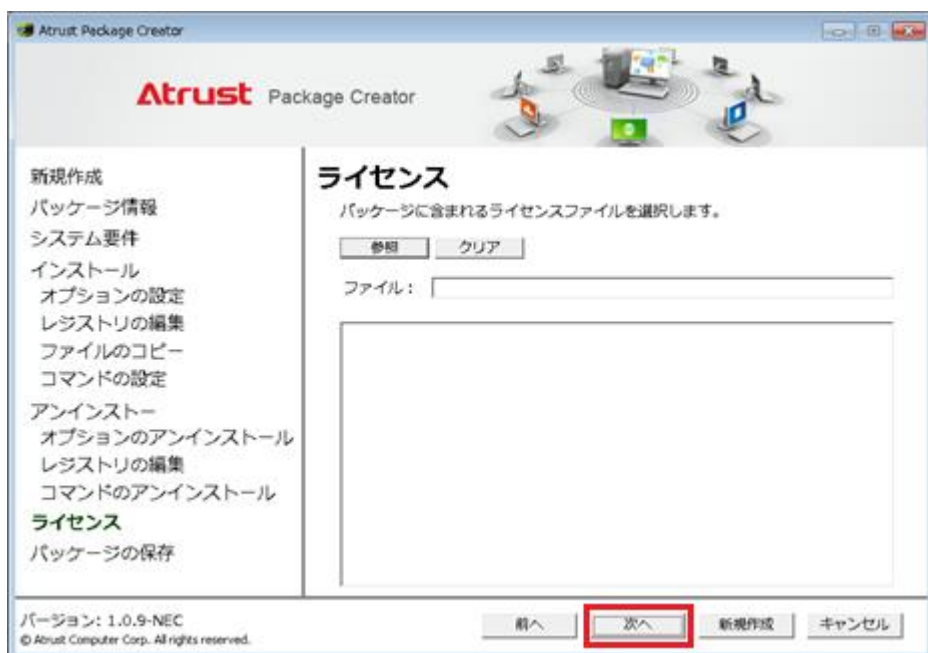 Atrust Package Creator
Atrust Package Creator
新規作成
パッケージ情報
システム要件
インストール
オプションの設定
レジストリの編集
ファイルのコピー
コマンドの設定
アンインストー
オプションのアンインストール
レジストリの編集
コマンドのアンインストール
ライセンス
パッケージの保存
ライセンス
パッケージに含まれるライセンスファイルを選択します。
参照 クリア
ファイル：
バージョン: 1.0.9-NEC
© Atrust Computer Corp. All rights reserved.
前へ 次へ 新規作成 キャンセル